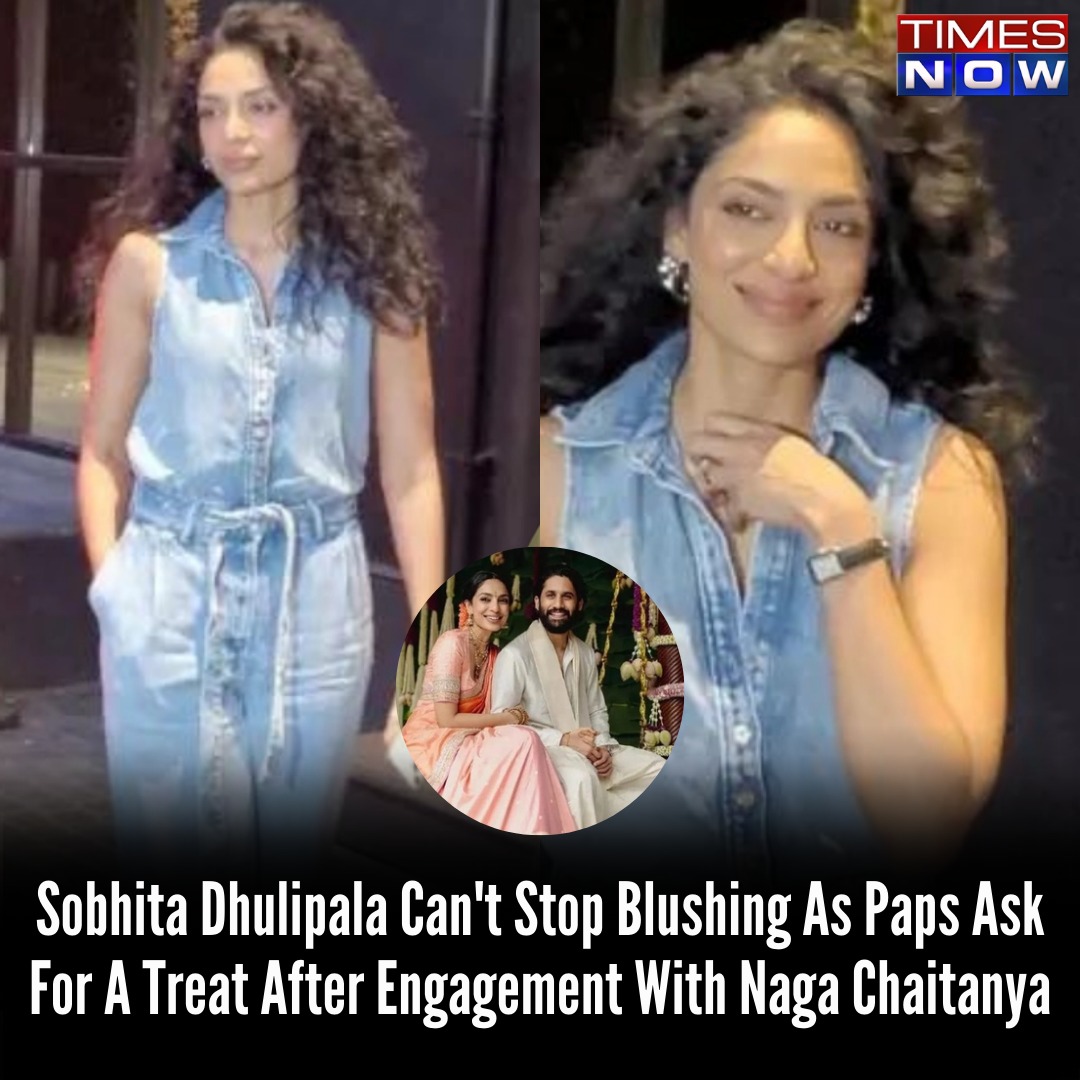 TIMES
NOW
Sobhita Dhulipala Can't Stop Blushing As Paps Ask
For A Treat After Engagement With Naga Chaitanya